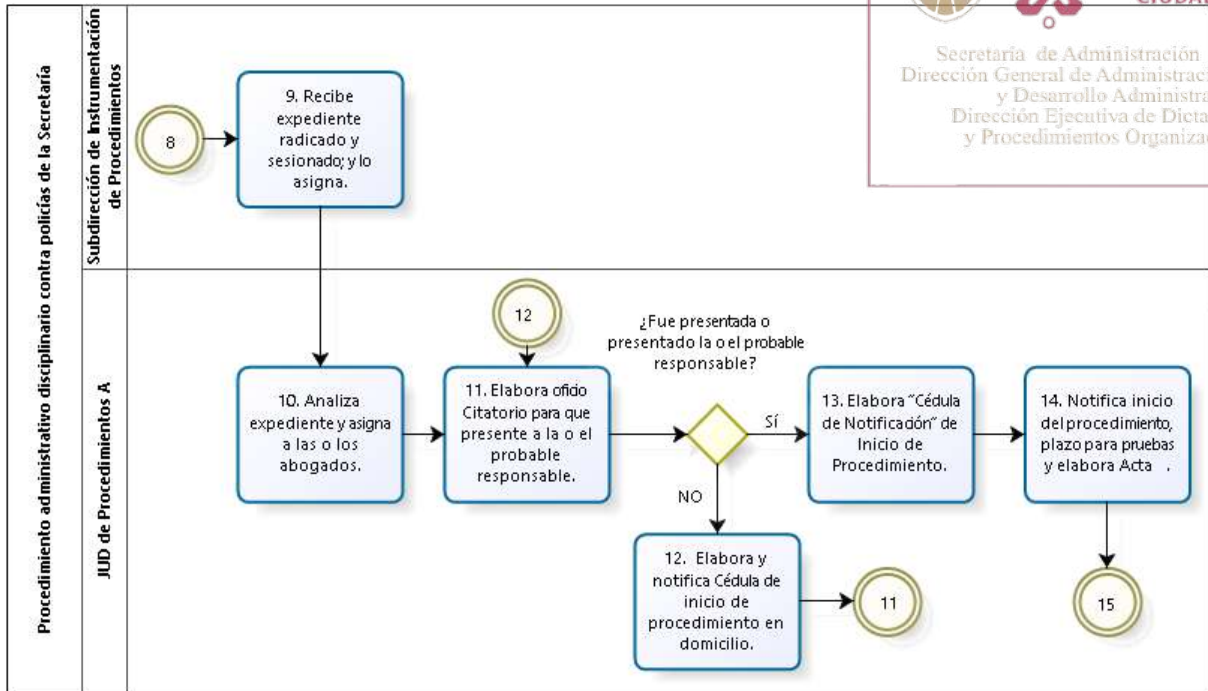 Procedimiento administrativo disciplinario contra policías de la Secretaría
Subdirección de Instrumentación
de Procedimientos
8
9. Recibe
expediente
radicado y
sesionado; y lo
asigna.
Secretaría de Administración
Dirección General de
y Desarrollo
Dirección Ejecutiva de
y Procedimientos
JUD de Procedimientos A
10. Analiza
expediente y asigna
a las o los
abogados.
12
11. Elabora oficio
Citatorio para que
presente a la o el
probable
responsable.
¿Fue presentada o
presentado la o el probable
responsable?
Sí
NO
13. Elabora "Cédula
de Notificación" de
Inicio de
Procedimiento.
14. Notifica inicio
del procedimiento,
plazo para pruebas
y elabora Acta .
12. Elabora y
notifica Cédula de
inicio de
procedimiento en
domicilio.
11
15